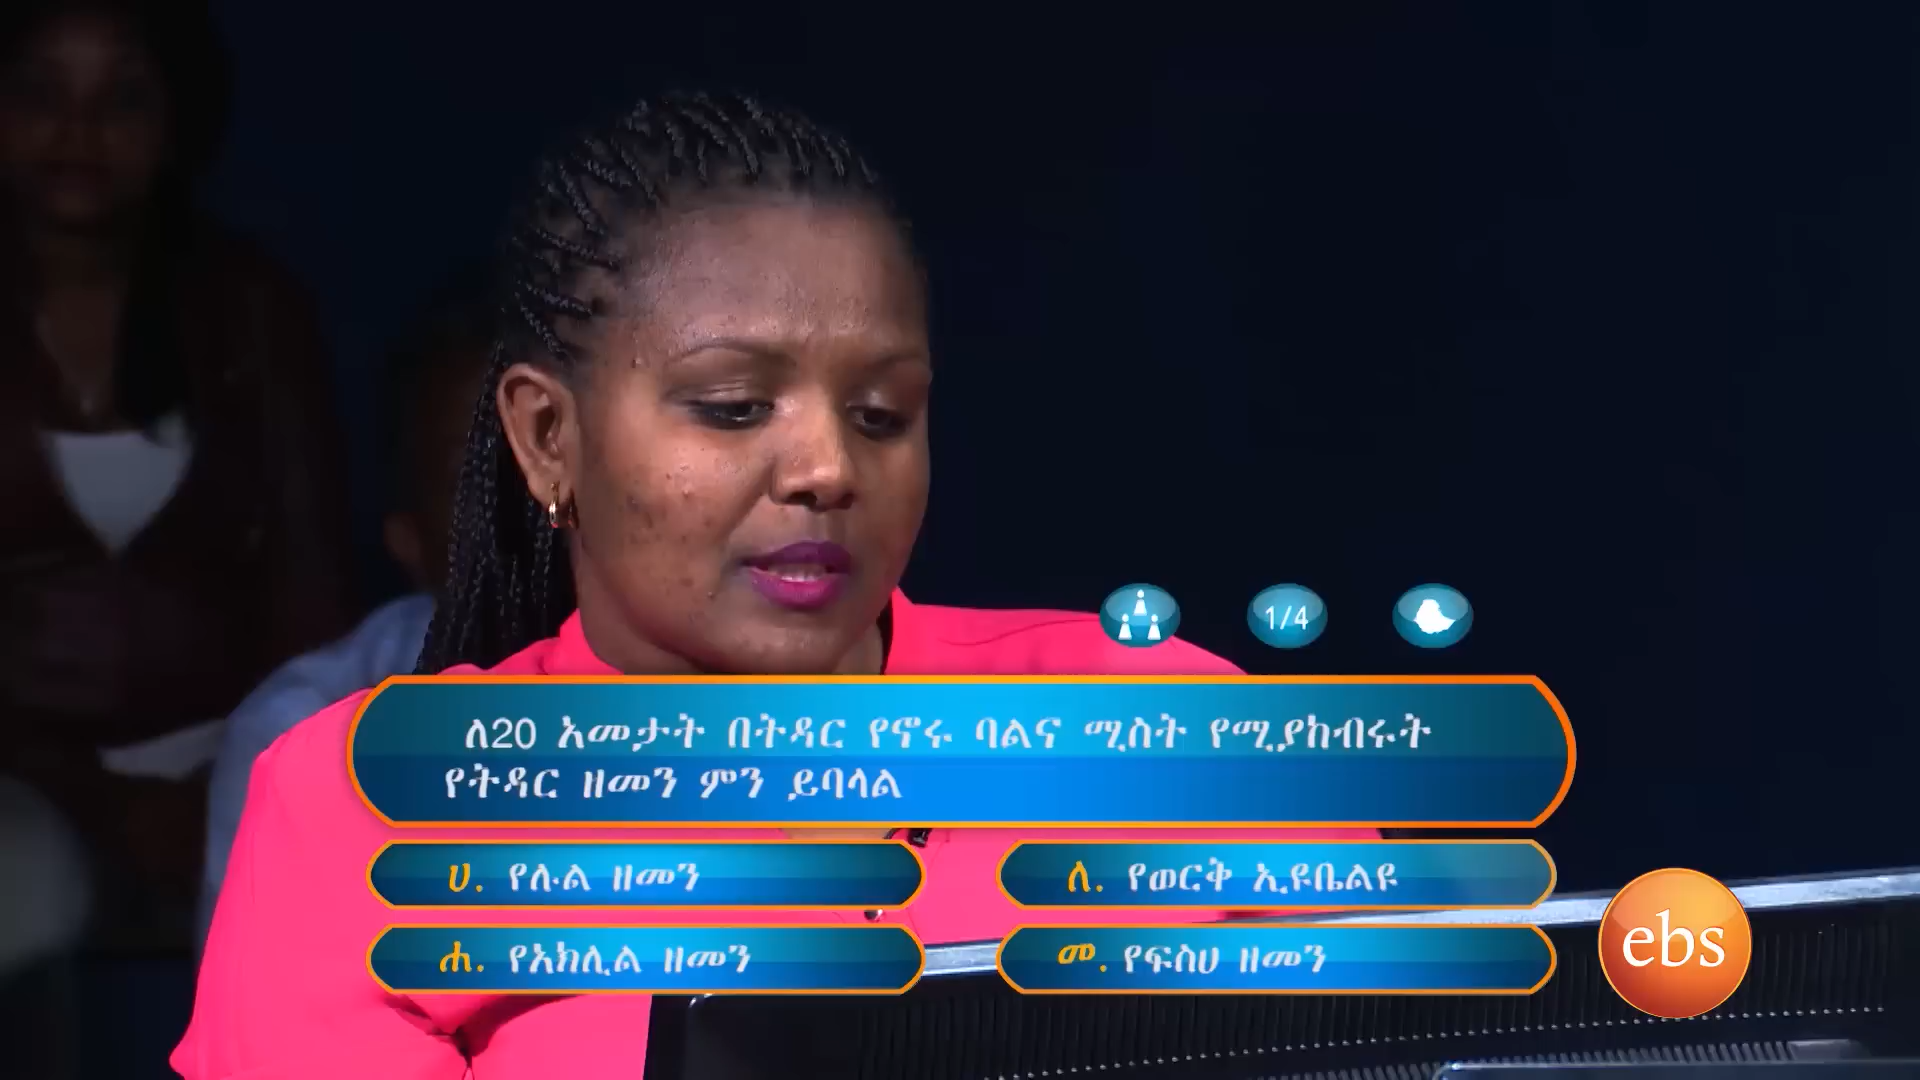 1/4
ለ20 አመታት በትዳር የኖሩ ባልና ሚስት የሚያከብሩት
የትዳር ዘመን ምን ይባላል
ሀ. የሉል ዘመን
ለ. የወርቅ ኢዩቤልዩ
ሐ. የአክሊል ዘመን
መ. የፍስሀ ዘመን
ebs